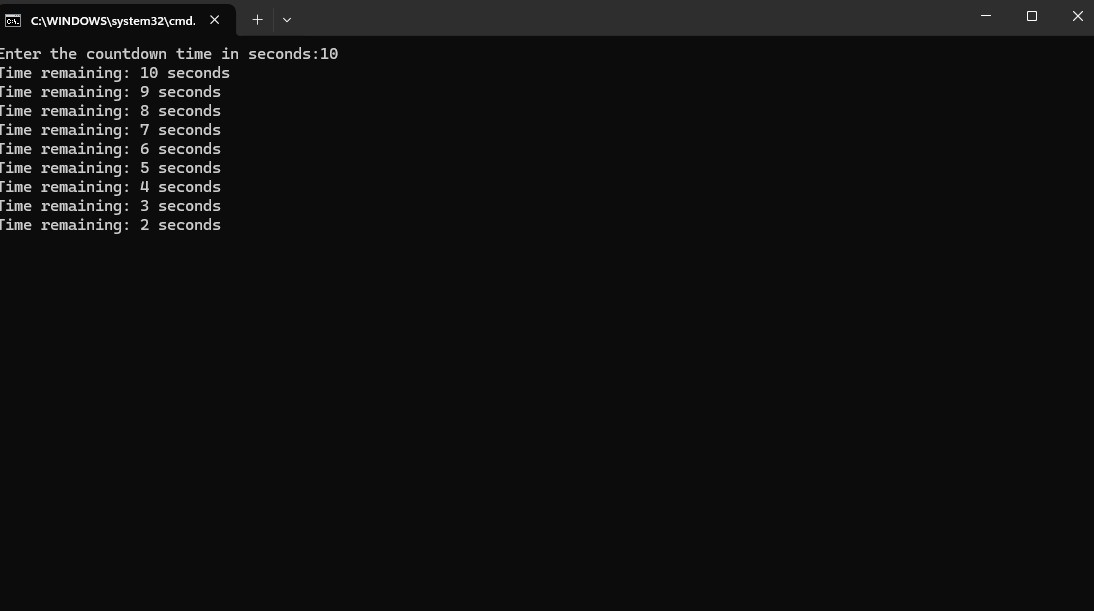 C:\WINDOWS\system32\cmd.
Enter the countdown time in seconds:10
Time remaining: 10 seconds
Time remaining: 9 seconds
Time remaining: 8 seconds
Time remaining: 7 seconds
Time remaining: 6 seconds
Time remaining: 5 seconds
Time remaining: 4 seconds
Time remaining: 3 seconds
Time remaining: 2 seconds